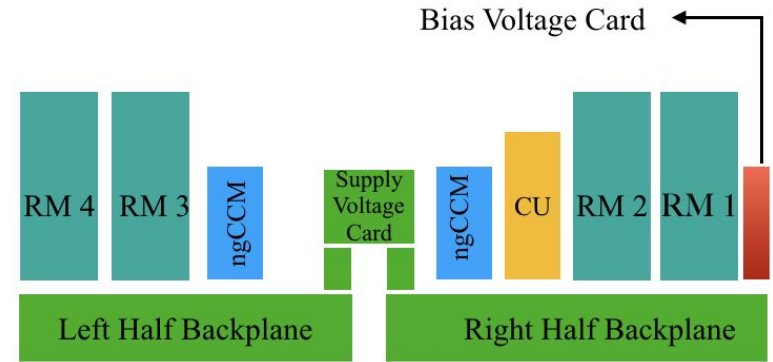 Bias Voltage Card
RM 4
RM 3
ngCCM
Supply
Voltage
Card
ngCCM
CU
RM 2
RM 1
Left Half Backplane
Right Half Backplane